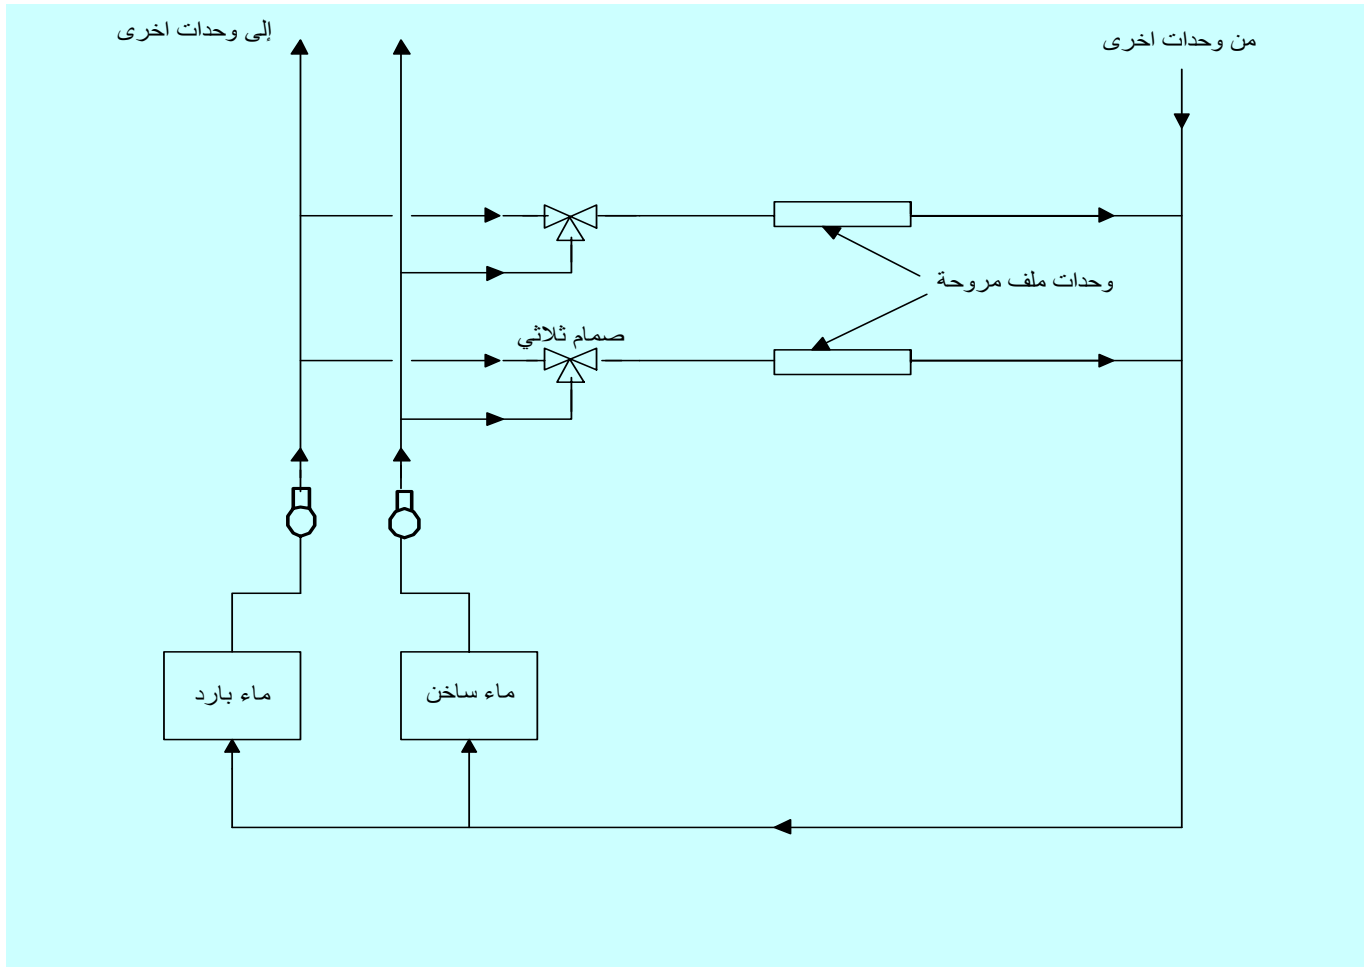 إلى وحدات اخرى
من وحدات اخرى
وحدات ملف مروحة
صمام ثلاثي
ماء بارد
ماء ساخن